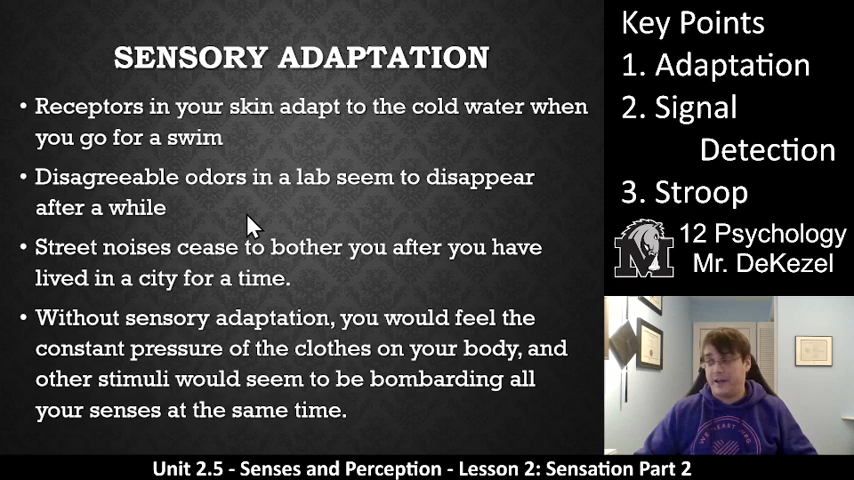 SENSORY ADAPTATION
• Receptors in your skin adapt to the cold water when
you go for a swim
• Disagreeable odors in a lab seem to disappear
after a while
• Street noises cease to bother you after you have
lived in a city for a time.
• Without sensory adaptation, you would feel the
constant pressure of the clothes on your body, and
other stimuli would seem to be bombarding all
your senses at the same time.
Key Points
1. Adaptation
2. Signal
Detection
3. Stroop
M
12 Psychology
Mr. DeKezel
Unit 2.5 - Senses and Perception - Lesson 2: Sensation Part 2